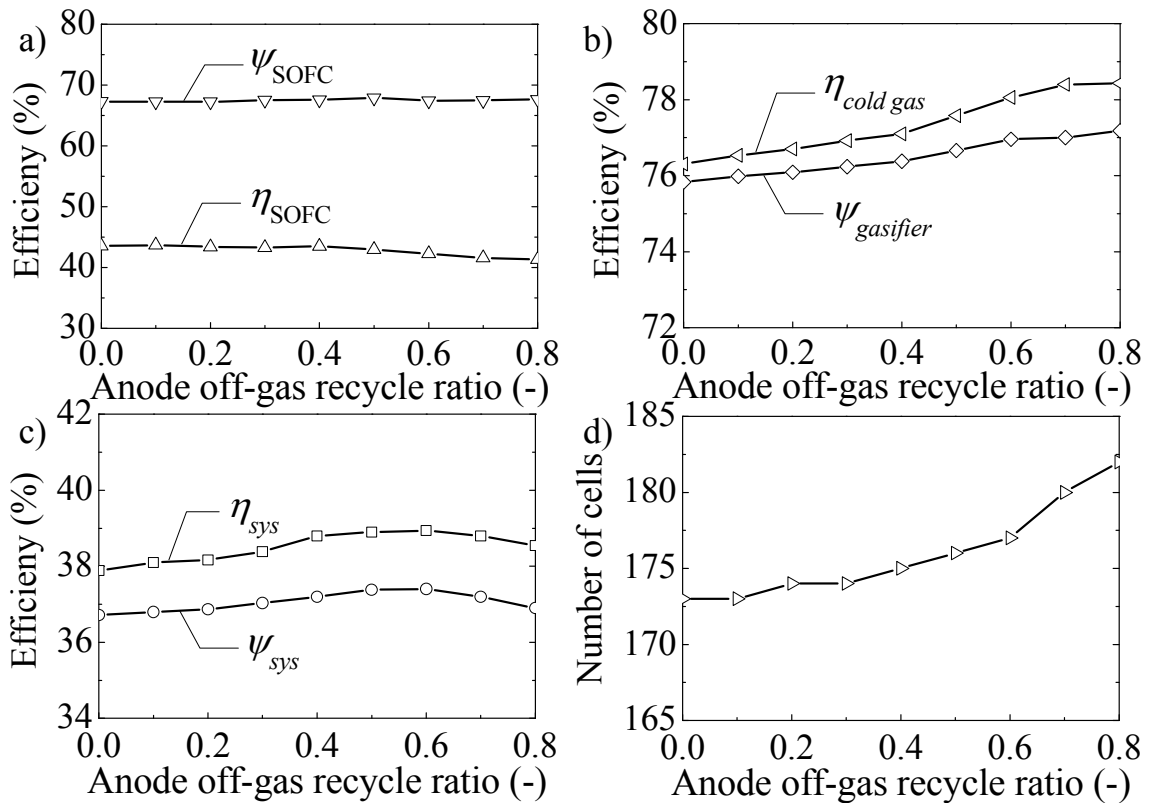 a)
80
70
60
50
40
30
Efficieny (%)
ψSOFC
ηSOFC
0.0 0.2 0.4 0.6 0.8
Anode off-gas recycle ratio (-)
b)
80
78
76
74
72
Efficieny (%)
ηcold gas
ψgasifier
0.0 0.2 0.4 0.6 0.8
Anode off-gas recycle ratio (-)
c)
42
40
38
36
34
Efficieny (%)
ηsys
ψsys
0.0 0.2 0.4 0.6 0.8
Anode off-gas recycle ratio (-)
d)
185
180
175
170
165
Number of cells
0.0 0.2 0.4 0.6 0.8
Anode off-gas recycle ratio (-)